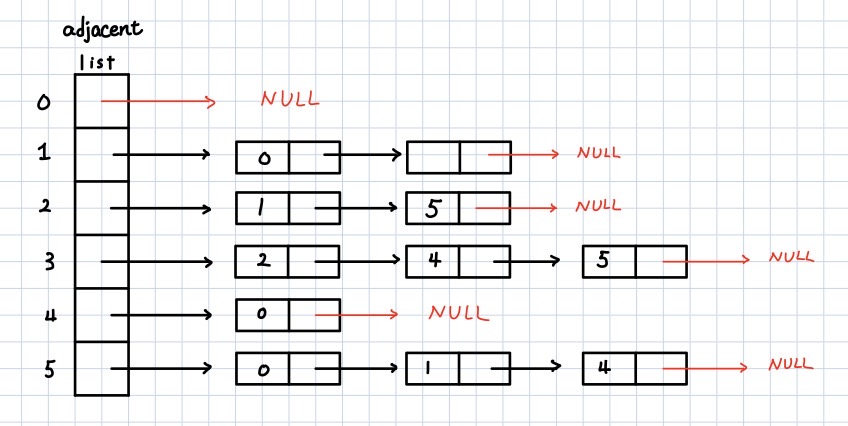 adjacent
list
0 NULL
1 0 NULL
2 1 5 NULL
3 2 4 5 NULL
4 0 NULL
5 0 1 4 NULL